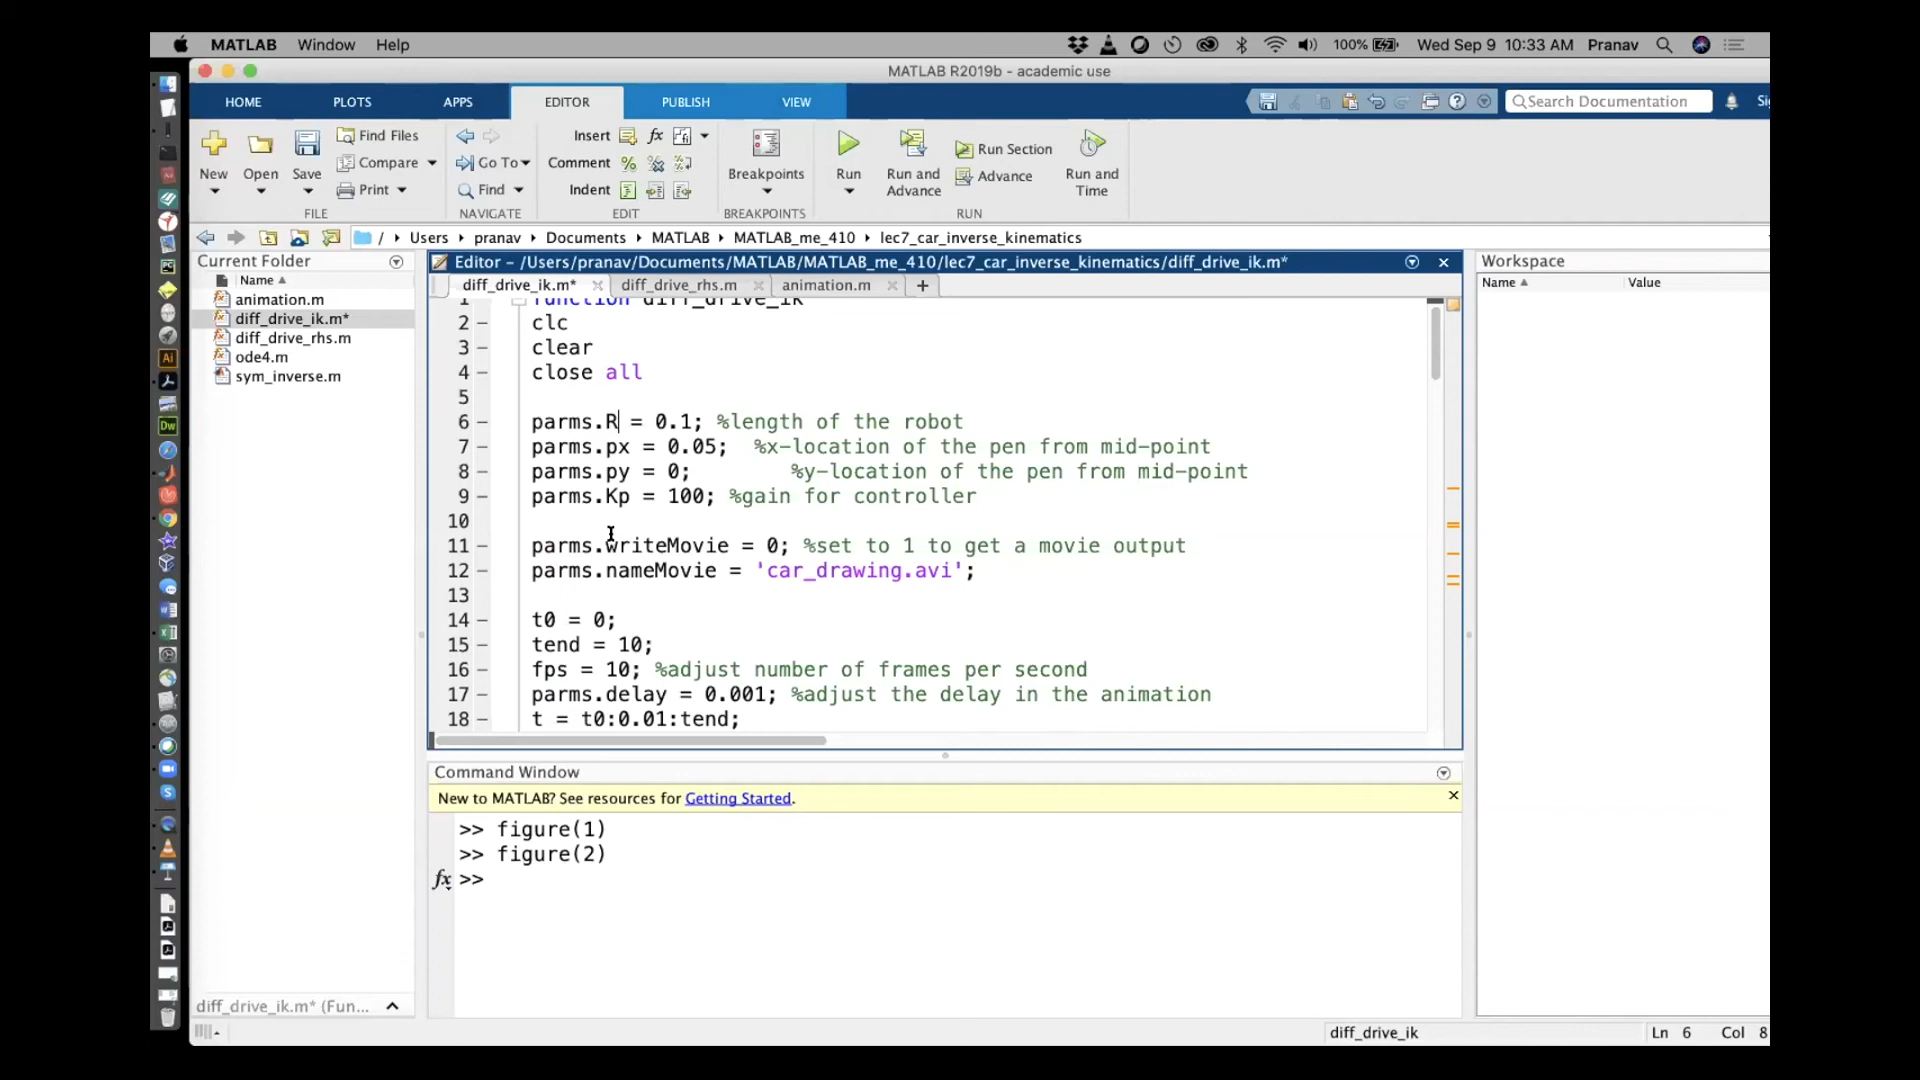 MATLAB Window Help 100% Wed Sep 9 10:33 AM Pranav
MATLAB R2019b - academic use
HOME PLOTS APPS EDITOR PUBLISH VIEW Search Documentation
New Open Save Find Files Compare Print
FILE
Go To Find
NAVIGATE
Insert fx
Comment
Indent
EDIT
Breakpoints
BREAKPOINTS
Run Run and Advance Run Section Advance Run and Time
RUN
/ Users pranav Documents MATLAB MATLAB_me_410 lec7_car_inverse_kinematics
Current Folder
Name
animation.m
diff_drive_ik.m*
diff_drive_rhs.m
ode4.m
sym_inverse.m
diff_drive_ik.m* (Fun...
Editor - /Users/pranav/Documents/MATLAB/MATLAB_me_410/lec7_car_inverse_kinematics/diff_drive_ik.m*
diff_drive_ik.m* diff_drive_rhs.m animation.m +
1 function diff_drive_ik
2 clc
3 clear
4 close all
5
6 parms.R = 0.1; %length of the robot
7 parms.px = 0.05; %x-location of the pen from mid-point
8 parms.py = 0; %y-location of the pen from mid-point
9 parms.Kp = 100; %gain for controller
10
11 parms.writeMovie = 0; %set to 1 to get a movie output
12 parms.nameMovie = 'car_drawing.avi';
13
14 t0 = 0;
15 tend = 10;
16 fps = 10; %adjust number of frames per second
17 parms.delay = 0.001; %adjust the delay in the animation
18 t = t0:0.01:tend;
Command Window
New to MATLAB? See resources for Getting Started.
>> figure(1)
>> figure(2)
fx >>
Workspace
Name Value
diff_drive_ik Ln 6 Col 8